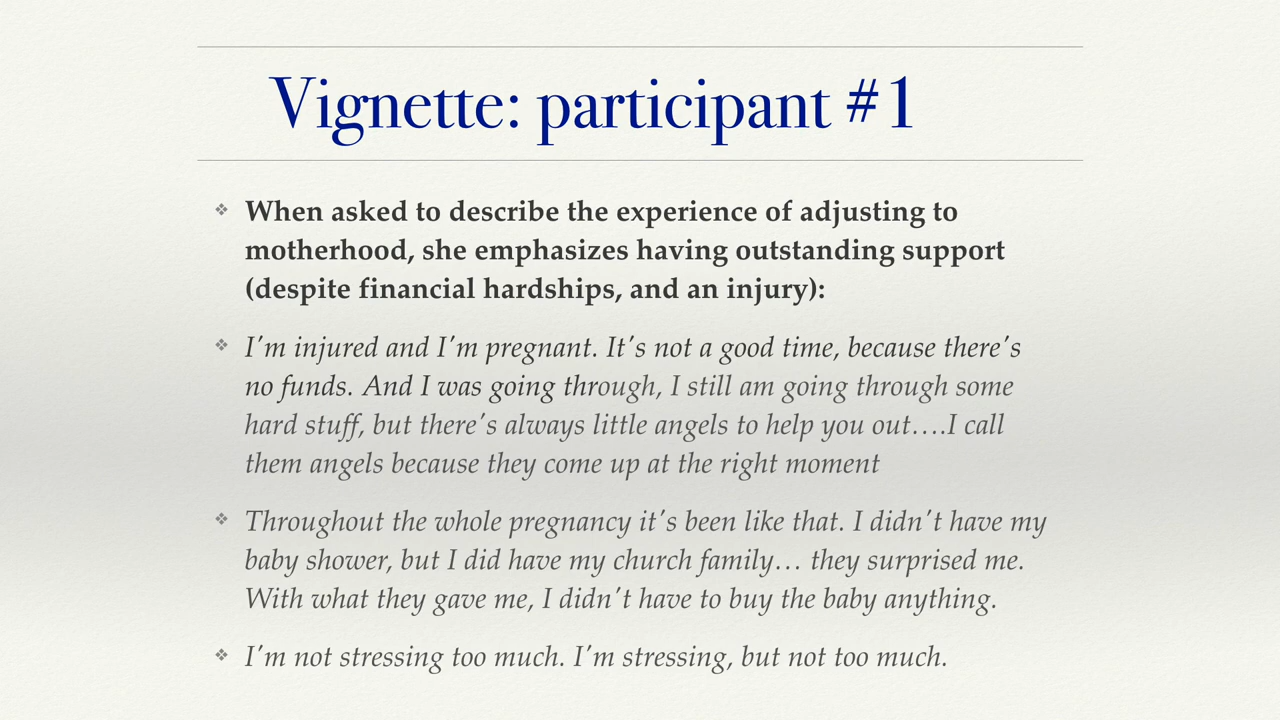 Vignette: participant #1
❖ When asked to describe the experience of adjusting to
motherhood, she emphasizes having outstanding support
(despite financial hardships, and an injury):
❖ I’m injured and I’m pregnant. It’s not a good time, because there’s
no funds. And I was going through, I still am going through some
hard stuff, but there’s always little angels to help you out….I call
them angels because they come up at the right moment
❖ Throughout the whole pregnancy it’s been like that. I didn’t have my
baby shower, but I did have my church family… they surprised me.
With what they gave me, I didn’t have to buy the baby anything.
❖ I’m not stressing too much. I’m stressing, but not too much.